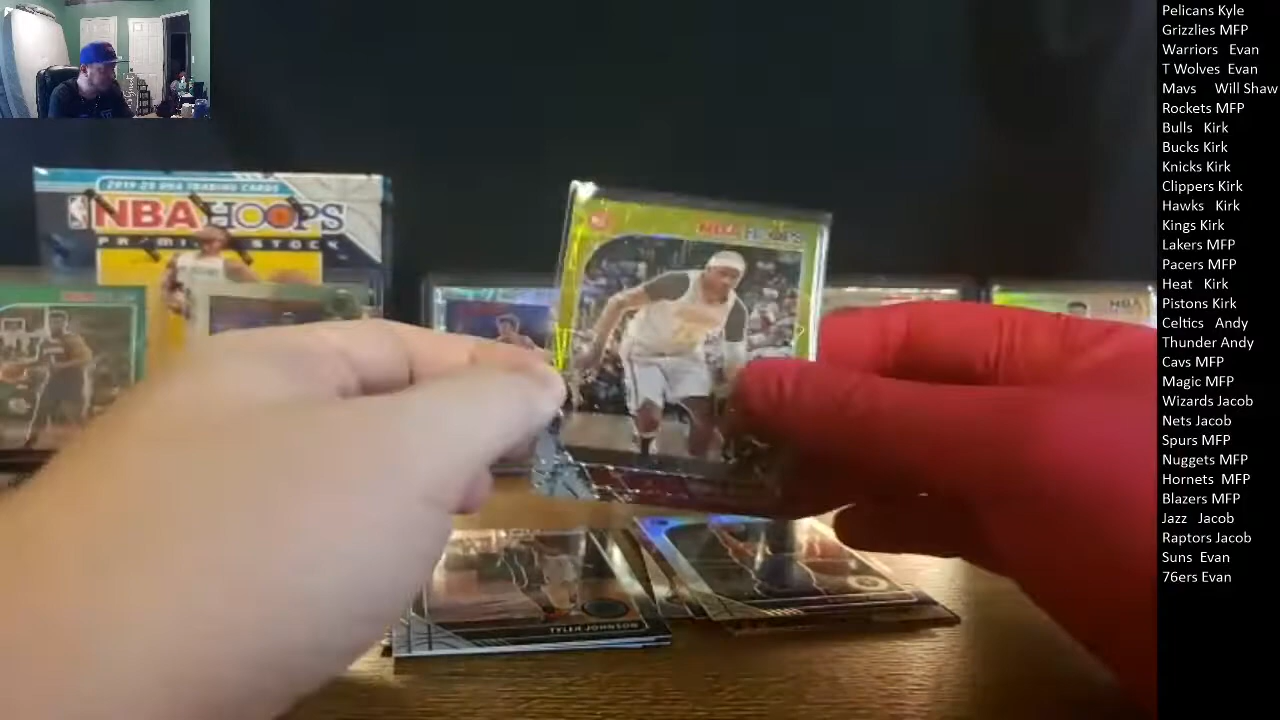 Pelicans Kyle
Grizzlies MFP
Warriors Evan
T Wolves Evan
Mavs Will Shaw
Rockets MFP
Bulls Kirk
Bucks Kirk
Knicks Kirk
Clippers Kirk
Hawks Kirk
Kings Kirk
Lakers MFP
Pacers MFP
Heat Kirk
Pistons Kirk
Celtics Andy
Thunder Andy
Cavs MFP
Magic MFP
Wizards Jacob
Nets Jacob
Spurs MFP
Nuggets MFP
Hornets MFP
Blazers MFP
Jazz Jacob
Raptors Jacob
Suns Evan
76ers Evan
2019-20 NBA TRADING CARDS
NBA HOOPS
PREMIUM STOCK
NBA HOOPS
NBA
TYLER JOHNSON